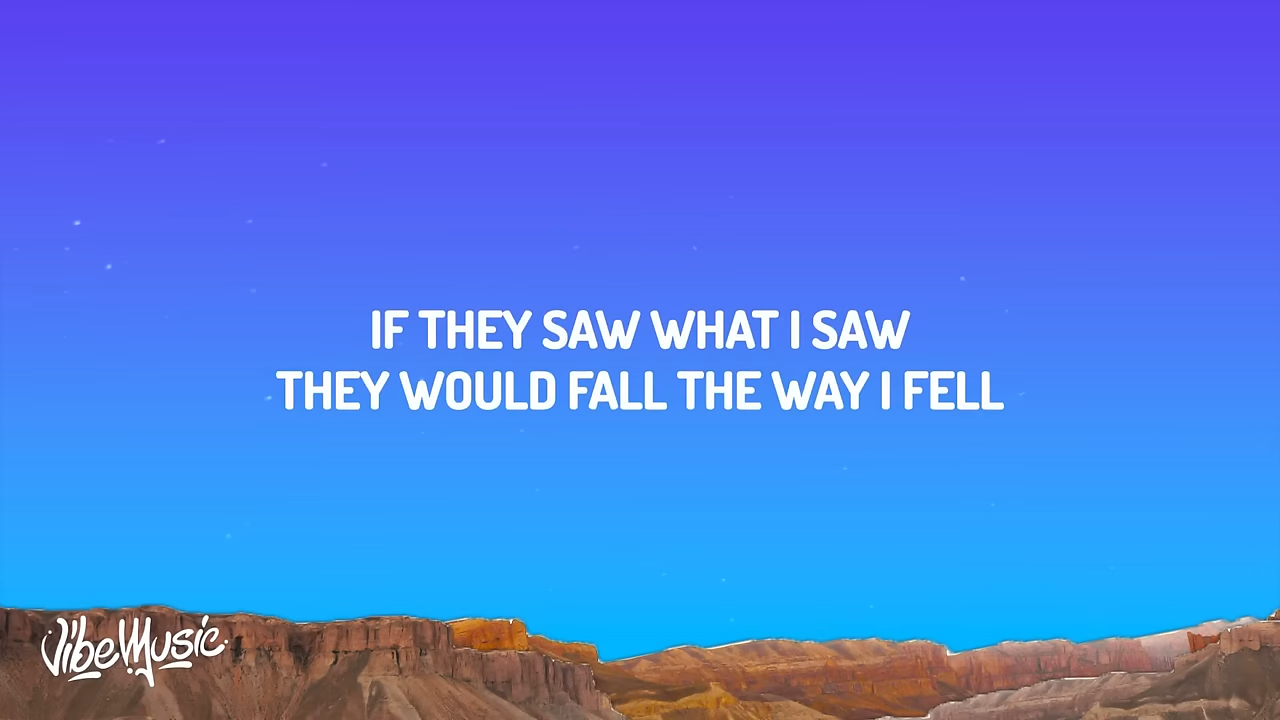 IF THEY SAW WHAT I SAW
THEY WOULD FALL THE WAY I FELL
VibeMusic